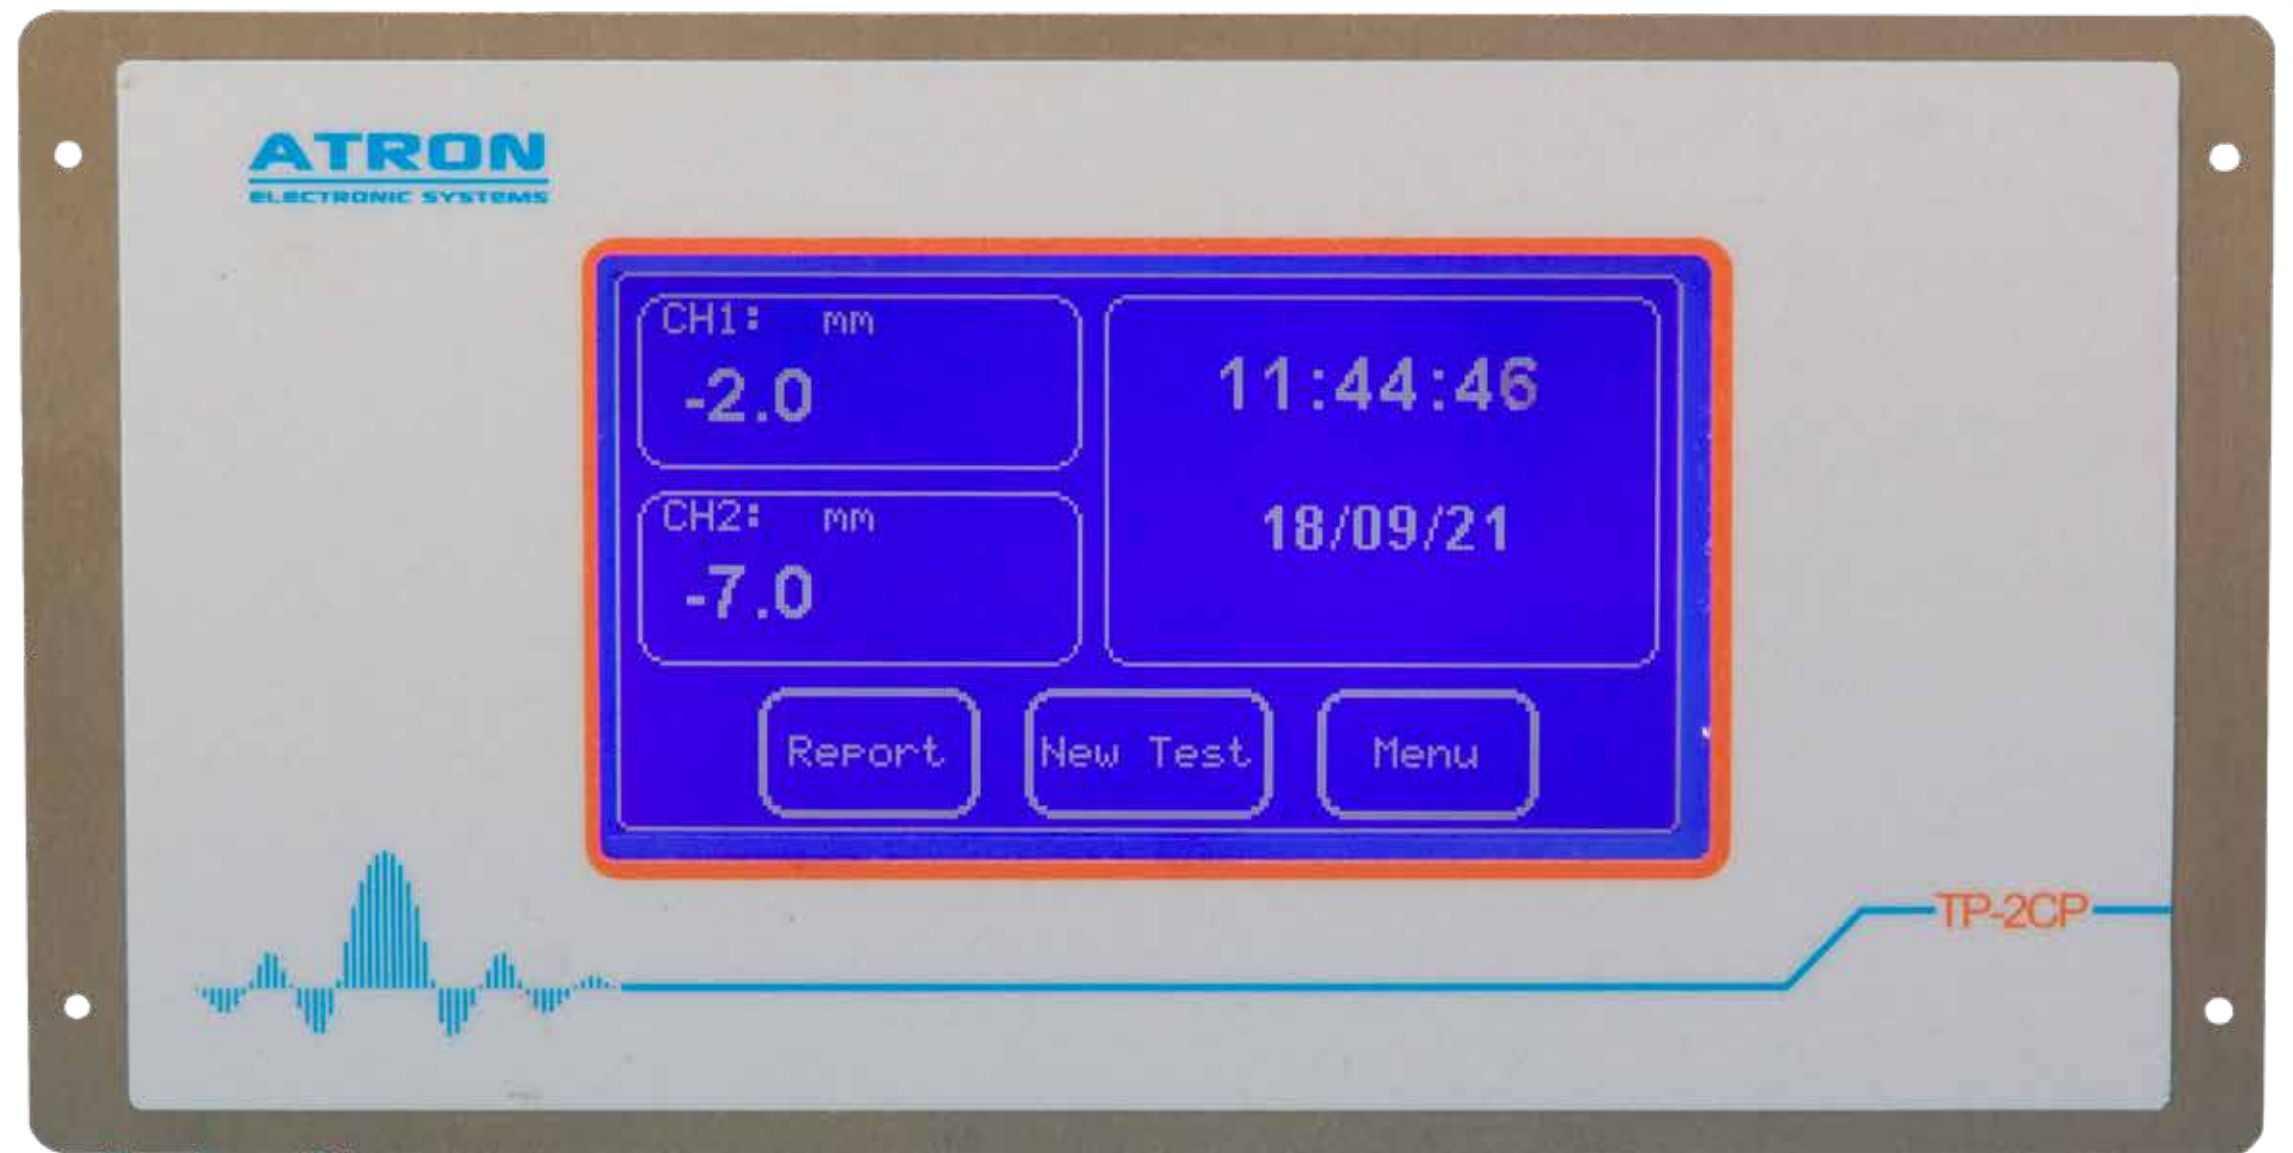 ATRON
ELECTRONIC SYSTEMS
CH1: mm
-2.0
CH2: mm
-7.0
11:44:46
18/09/21
Report
New Test
Menu
TP-2CP